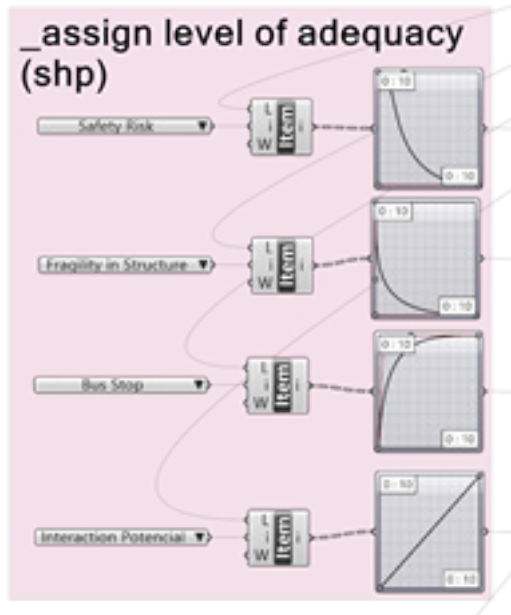 _assign level of adequacy
(shp)
0 : 10
Safety Risk
L
i
W
Item
i
0 : 10
0 : 10
Fragility in Structure
L
i
W
Item
i
0 : 10
0 : 10
Bus Stop
L
i
W
Item
i
0 : 10
0 : 10
Interaction Potencial
L
i
W
Item
i
0 : 10